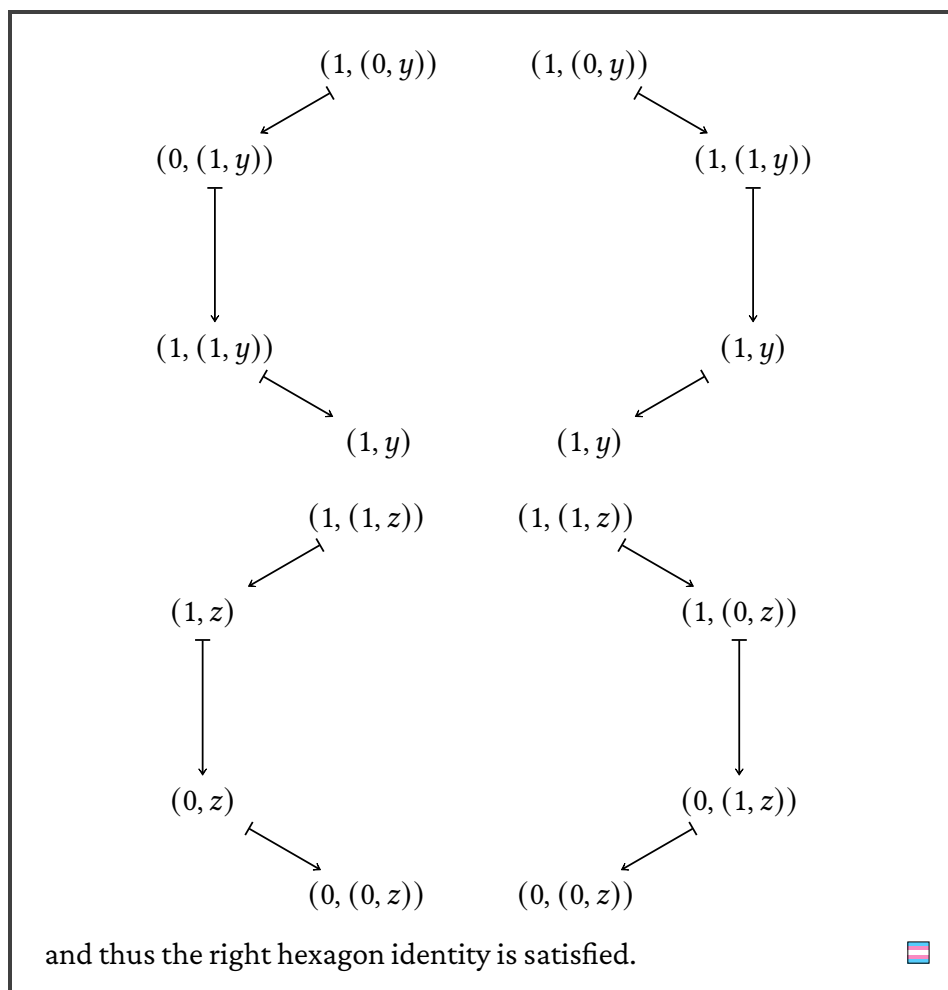 (1, (0, y)) (1, (0, y))
(0, (1, y)) (1, (1, y))
(1, (1, y)) (1, y)
(1, y) (1, y)
(1, (1, z)) (1, (1, z))
(1, z) (1, (0, z))
(0, z) (0, (1, z))
(0, (0, z)) (0, (0, z))
and thus the right hexagon identity is satisfied.